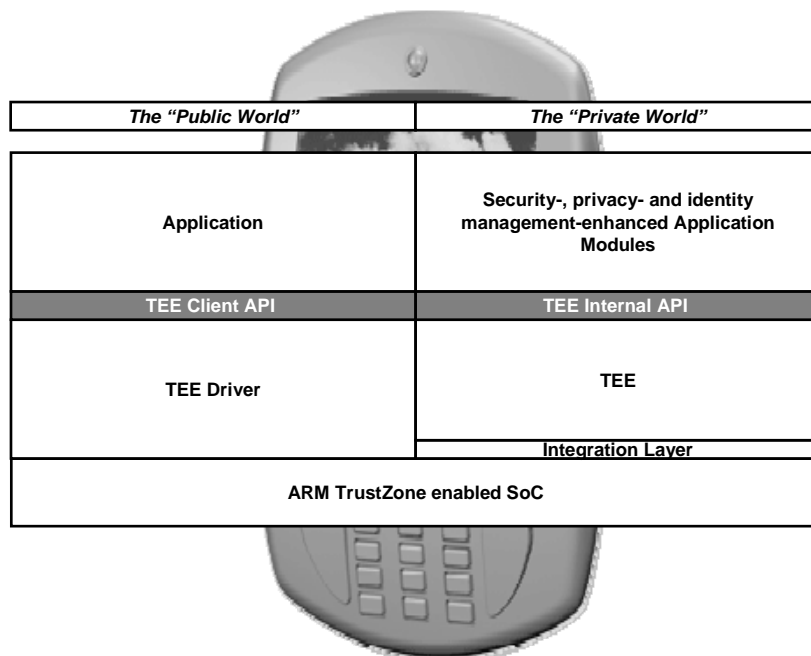 The “Public World”
The “Private World”
Application
Security-, privacy- and identity
management-enhanced Application
Modules
TEE Client API
TEE Internal API
TEE Driver
TEE
Integration Layer
ARM TrustZone enabled SoC